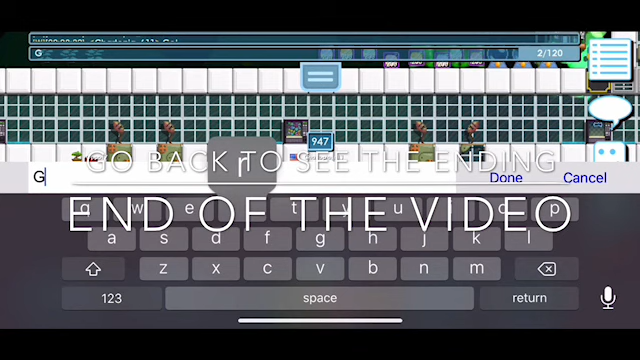 G
2/120
947
GO BACK TO SEE THE ENDING
G
Done
Cancel
END OF THE VIDEO
r
q w e t y u o p
a s d f g h j k l
z x c v b n m
123 space return